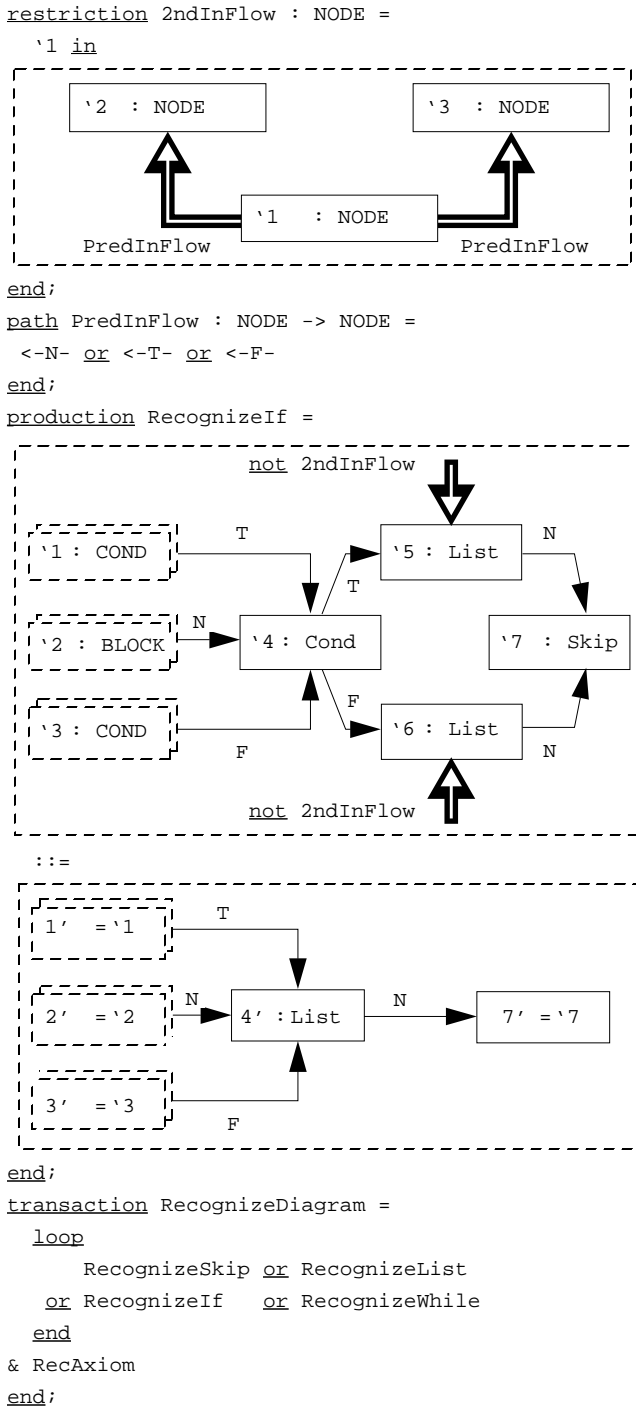 restriction 2ndInFlow : NODE =
‘1 in
‘2 : NODE
‘3 : NODE
‘1 : NODE
PredInFlow
PredInFlow
end;
path PredInFlow : NODE -> NODE =
<-N- or <-T- or <-F-
end;
production RecognizeIf =
not 2ndInFlow
‘1 : COND
T
‘5 : List
N
T
‘2 : BLOCK
N
‘4 : Cond
‘7 : Skip
‘3 : COND
F
F
‘6 : List
N
not 2ndInFlow
::=
1’ =‘1
T
2’ =‘2
N
4’ :List
N
7’ =‘7
3’ =‘3
F
end;
transaction RecognizeDiagram =
loop
RecognizeSkip or RecognizeList
or RecognizeIf or RecognizeWhile
end
& RecAxiom
end;